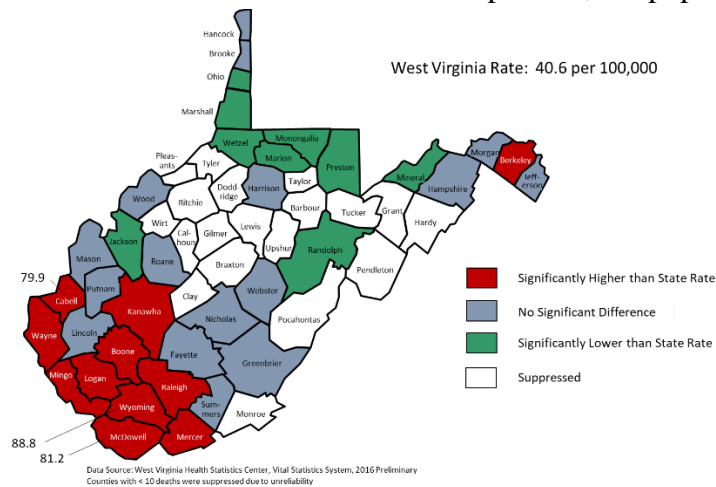 Hancock
Brooke
Ohio
West Virginia Rate: 40.6 per 100,000
Marshall
Wetzel
Monongalia
Marion
Preston
Morgan
Berkeley
Jeff-
erson
Mineral
Hampshire
Pleas-
ants
Tyler
Taylor
Dodd
ridge
Harrison
Wood
Ritchie
Barbour
Tucker
Grant
Hardy
Wirt
Cal-
houn
Gilmer
Lewis
Upshur
Randolph
Jackson
Mason
Roane
Braxton
Pendleton
79.9
Putnam
Cabell
Clay
Webster
Kanawha
Nicholas
Pocahontas
Wayne
Lincoln
Boone
Fayette
Greenbrier
Mingo
Logan
Raleigh
Wyoming
Sum-
mers
Monroe
88.8
McDowell
Mercer
81.2
Significantly Higher than State Rate
No Significant Difference
Significantly Lower than State Rate
Suppressed
Data Source: West Virginia Health Statistics Center, Vital Statistics System, 2016 Preliminary
Counties with < 10 deaths were suppressed due to unreliability